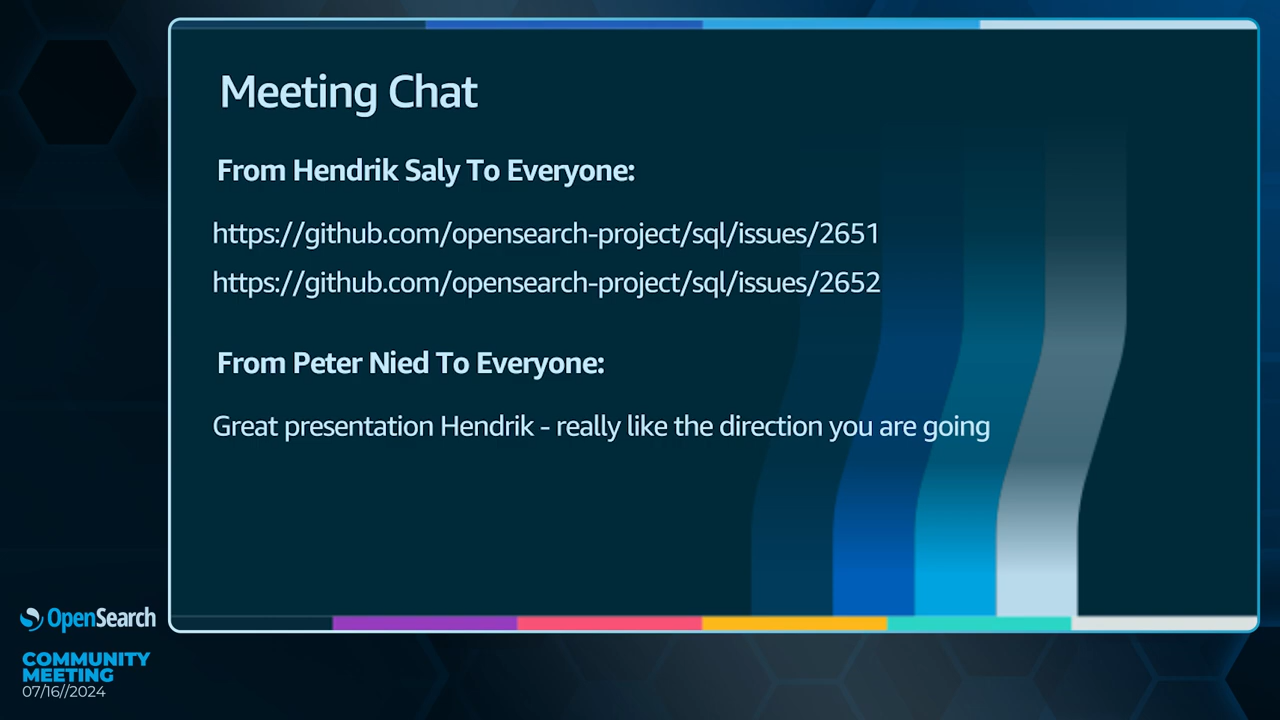 Meeting Chat
From Hendrik Saly To Everyone:
https://github.com/opensearch-project/sql/issues/2651
https://github.com/opensearch-project/sql/issues/2652
From Peter Nied To Everyone:
Great presentation Hendrik - really like the direction you are going
OpenSearch
COMMUNITY
MEETING
07/16//2024